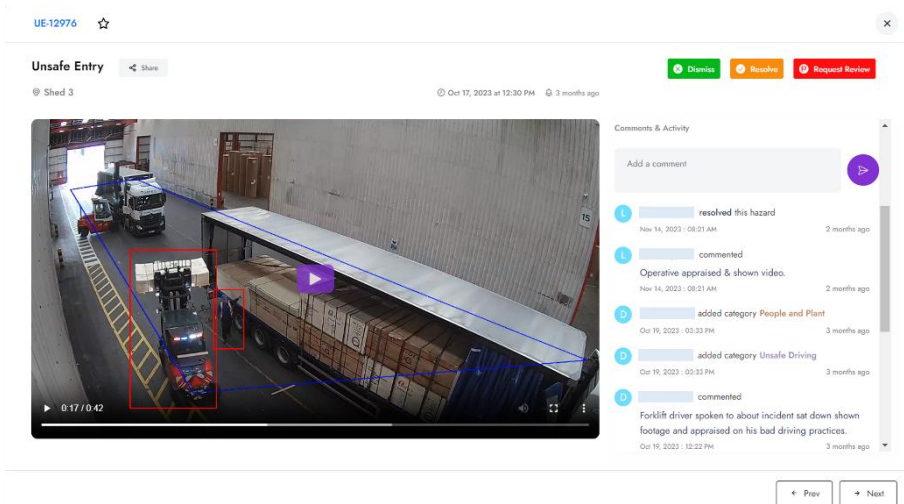 UE-12976
Unsafe Entry
Share
Dismiss
Resolve
Request Review
Shed 3
Oct 17, 2023 at 12:30 PM
3 months ago
15
0:17 / 0:42
Comments & Activity
Add a comment
L
resolved this hazard
Nov 14, 2023 : 08:21 AM
2 months ago
L
commented
Operative appraised & shown video.
Nov 14, 2023 : 08:21 AM
2 months ago
D
added category People and Plant
Oct 19, 2023 : 03:33 PM
3 months ago
D
added category Unsafe Driving
Oct 19, 2023 : 03:33 PM
3 months ago
D
commented
Forklift driver spoken to about incident sat down shown
footage and appraised on his bad driving practices.
Oct 19, 2023 : 12:22 PM
3 months ago
Prev
Next